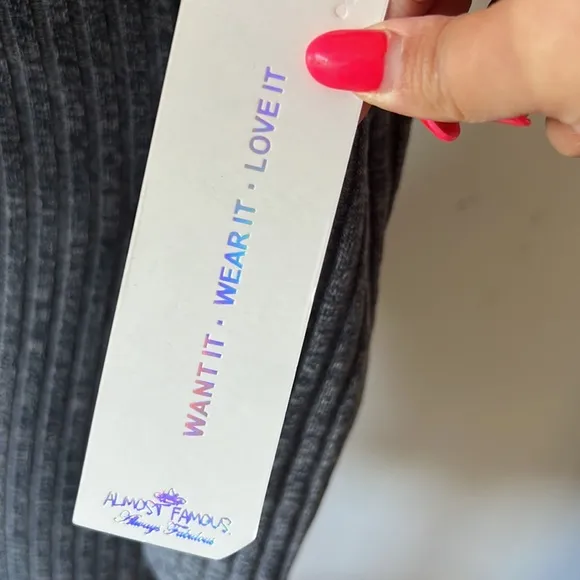 WANT IT · WEAR IT · LOVE IT
ALMOST FAMOUS
Always Fabulous